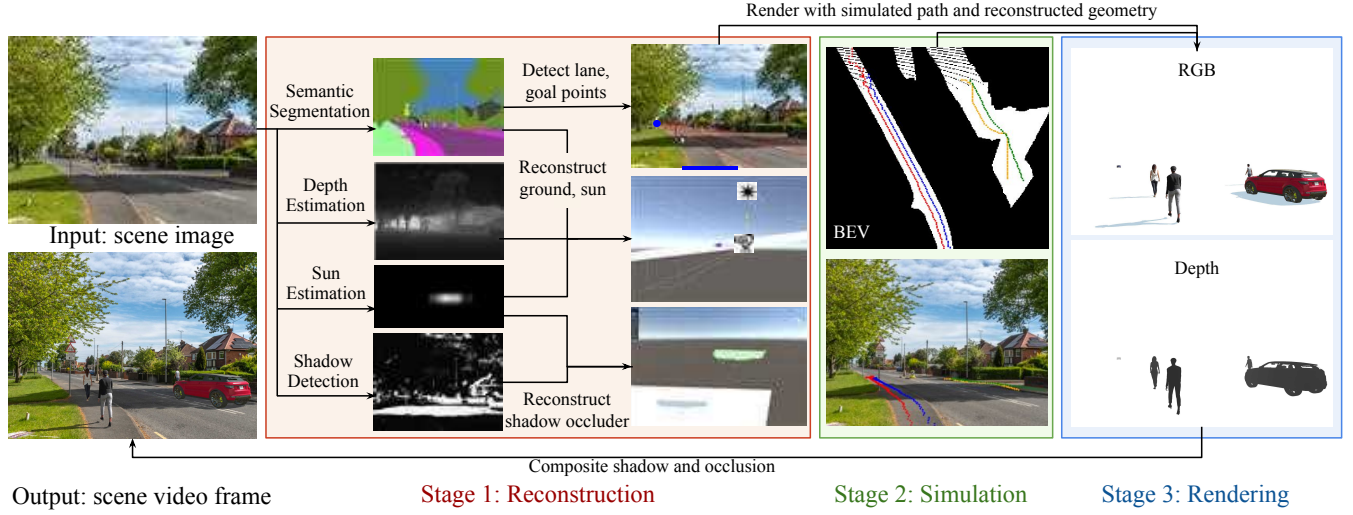 Render with simulated path and reconstructed geometry
Input: scene image
Semantic
Segmentation
Depth
Estimation
Sun
Estimation
Shadow
Detection
Detect lane,
goal points
Reconstruct
ground, sun
Reconstruct
shadow occluder
BEV
RGB
Depth
Composite shadow and occlusion
Output: scene video frame
Stage 1: Reconstruction
Stage 2: Simulation
Stage 3: Rendering